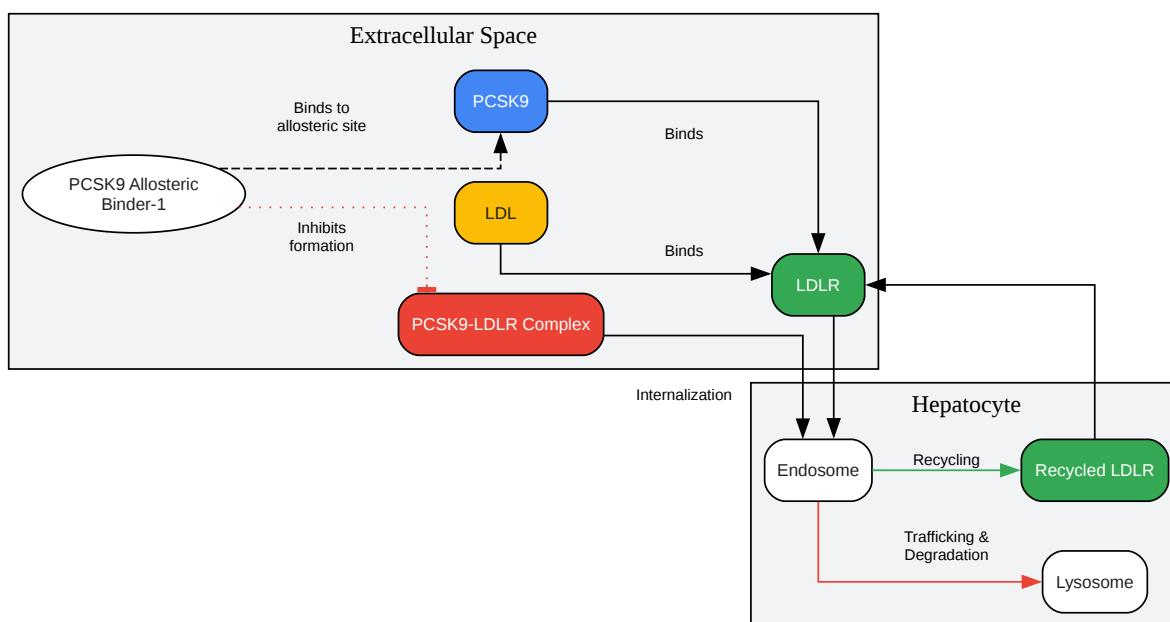 Extracellular Space
PCSK9
Binds to
allosteric site
Binds
PCSK9 Allosteric
Binder-1
LDL
Inhibits
formation
Binds
LDLR
PCSK9-LDLR Complex
Internalization
Hepatocyte
Endosome
Recycling
Recycled LDLR
Trafficking &
Degradation
Lysosome